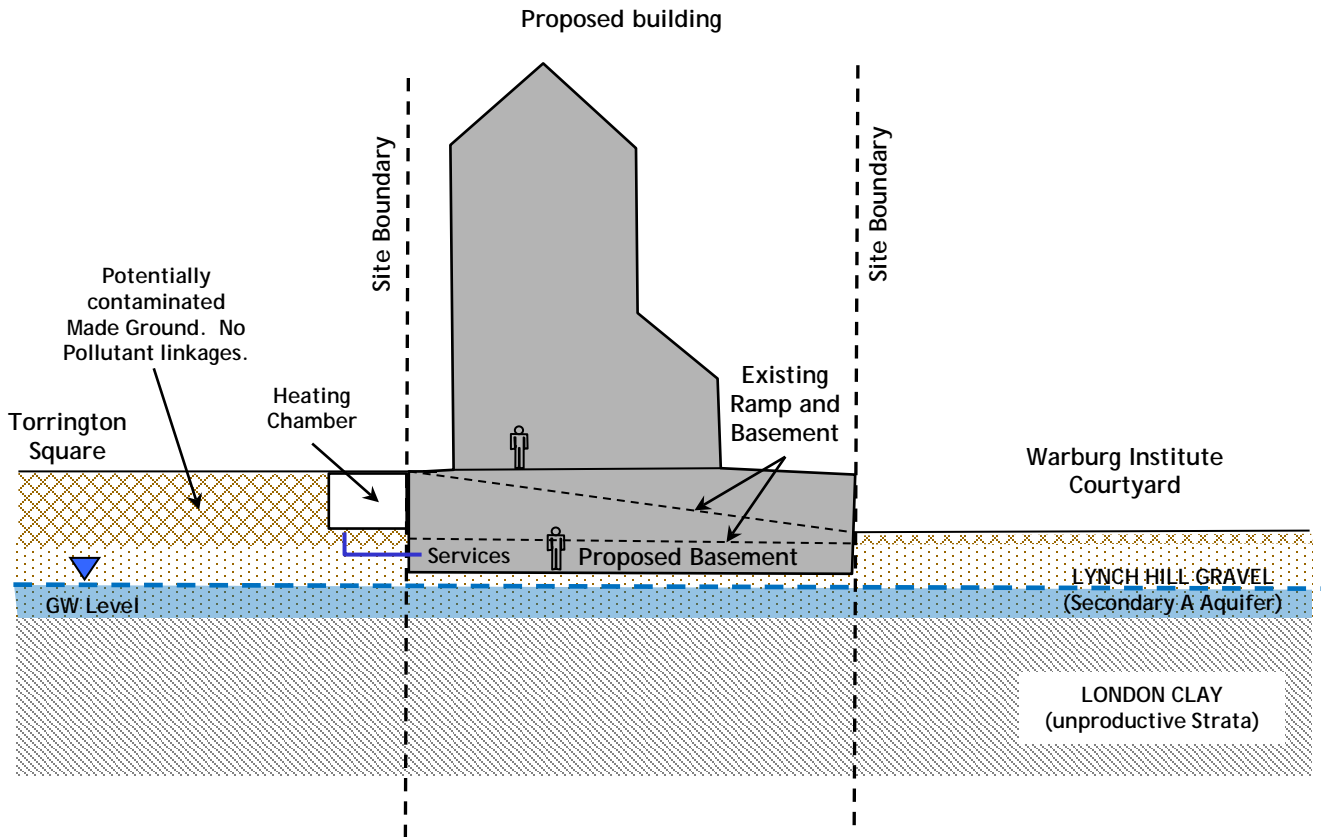 Proposed building
Site Boundary
Site Boundary
Potentially
contaminated
Made Ground. No
Pollutant linkages.
Heating
Chamber
Existing
Ramp and
Basement
Torrington
Square
Warburg Institute
Courtyard
Services
Proposed Basement
GW Level
LYNCH HILL GRAVEL
(Secondary A Aquifer)
LONDON CLAY
(unproductive Strata)